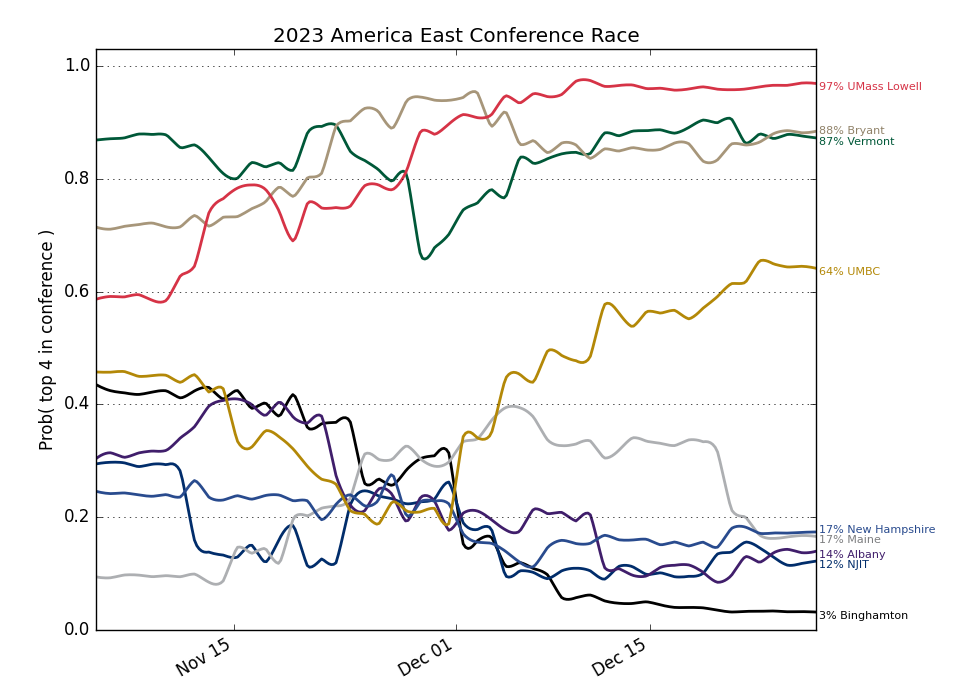 2023 America East Conference Race
Prob( top 4 in conference )
1.0
0.8
0.6
0.4
0.2
0.0
Nov 15
Dec 01
Dec 15
97% UMass Lowell
88% Bryant
87% Vermont
64% UMBC
17% New Hampshire
17% Maine
14% Albany
12% NJIT
3% Binghamton